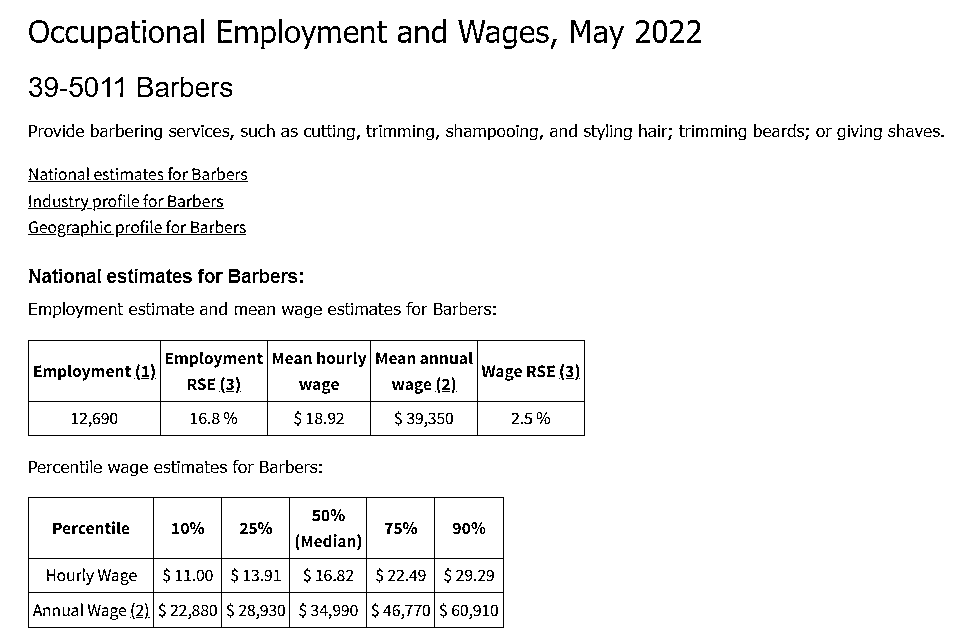 Occupational Employment and Wages, May 2022
39-5011 Barbers
Provide barbering services, such as cutting, trimming, shampooing, and styling hair; trimming beards; or giving shaves.
National estimates for Barbers
Industry profile for Barbers
Geographic profile for Barbers
National estimates for Barbers:
Employment estimate and mean wage estimates for Barbers:
Employment (1) Employment RSE (3) Mean hourly wage Mean annual wage (2) Wage RSE (3)
12,690 16.8 % $ 18.92 $ 39,350 2.5 %
Percentile wage estimates for Barbers:
Percentile 10% 25% 50% (Median) 75% 90%
Hourly Wage $ 11.00 $ 13.91 $ 16.82 $ 22.49 $ 29.29
Annual Wage (2) $ 22,880 $ 28,930 $ 34,990 $ 46,770 $ 60,910